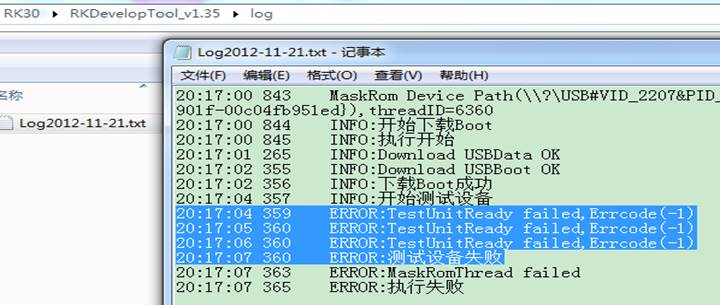 RK30 ▸ RKDevelopTool_v1.35 ▸ log
名称
Log2012-11-21.txt
Log2012-11-21.txt - 记事本
文件(F) 编辑(E) 格式(O) 查看(V) 帮助(H)
20:17:00 843 MaskRom Device Path(\\?\USB#VID_2207&PID_
901f-00c04fb951ed}),threadID=6360
20:17:00 844 INFO:开始下载Boot
20:17:00 845 INFO:执行开始
20:17:01 265 INFO:Download USBData OK
20:17:02 355 INFO:Download USBBoot OK
20:17:02 356 INFO:下载Boot成功
20:17:04 357 INFO:开始测试设备
20:17:04 359 ERROR:TestUnitReady failed,Errcode(-1)
20:17:05 360 ERROR:TestUnitReady failed,Errcode(-1)
20:17:06 360 ERROR:TestUnitReady failed,Errcode(-1)
20:17:07 360 ERROR:测试设备失败
20:17:07 363 ERROR:MaskRomThread failed
20:17:07 365 ERROR:执行失败